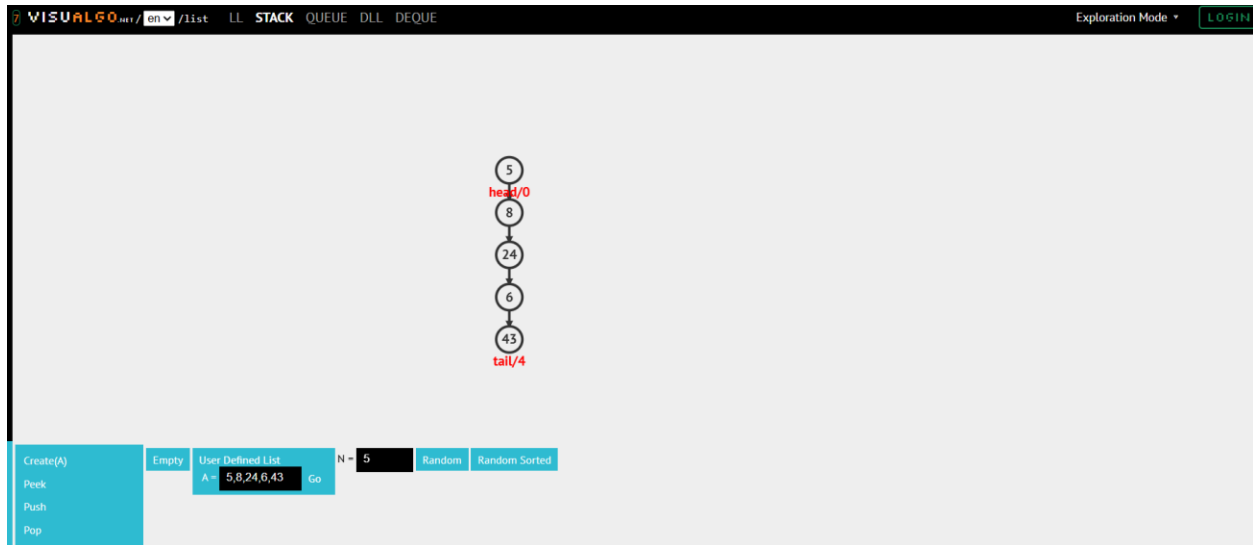 7 VISUALGO.NET/ en /list LL STACK QUEUE DLL DEQUE Exploration Mode LOGIN
5
head/0
8
24
6
43
tail/4
Create(A) Empty User Defined List N = 5 Random Random Sorted
A = 5,8,24,6,43 Go
Peek
Push
Pop